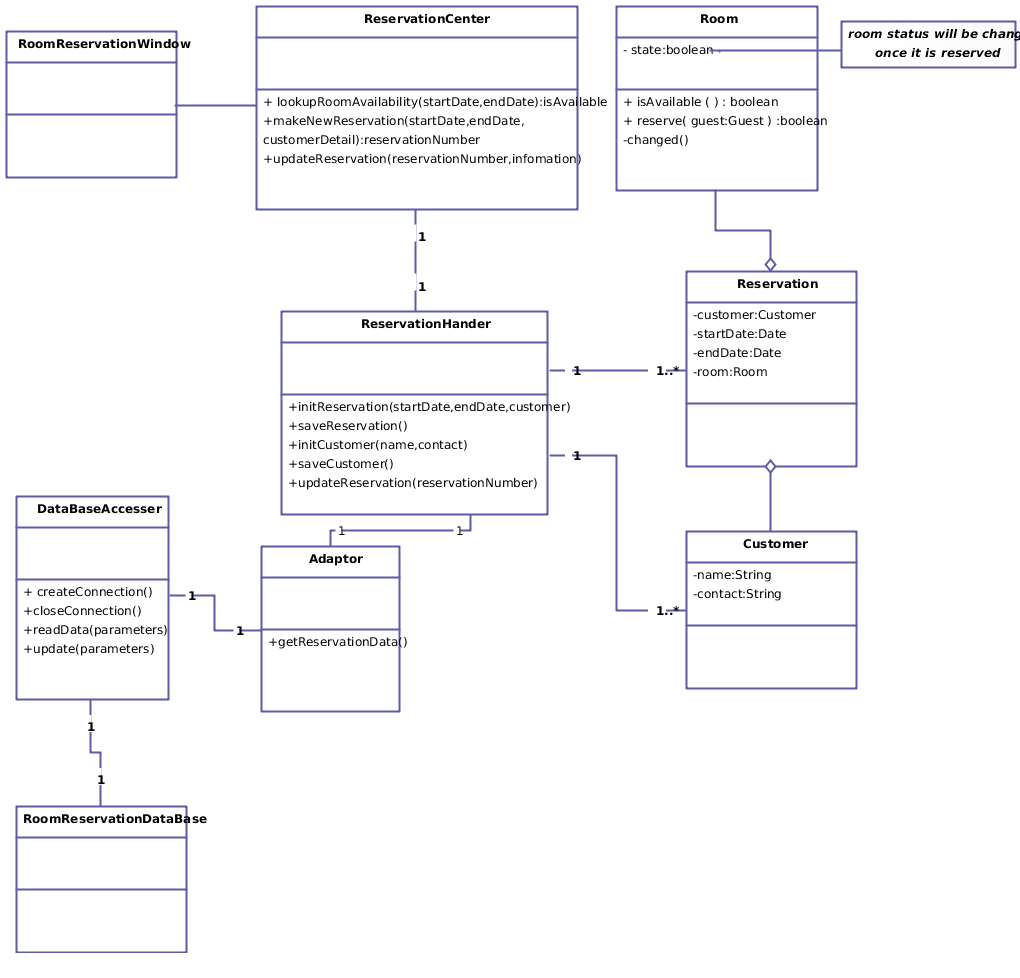 RoomReservationWindow
ReservationCenter
+ lookupRoomAvailability(startDate,endDate):isAvailable
+makeNewReservation(startDate,endDate,
customerDetail):reservationNumber
+updateReservation(reservationNumber,infomation)
Room
- state:boolean
+ isAvailable ( ) : boolean
+ reserve( guest:Guest ) :boolean
-changed()
room status will be chang
once it is reserved
1
1
ReservationHander
+initReservation(startDate,endDate,customer)
+saveReservation()
+initCustomer(name,contact)
+saveCustomer()
+updateReservation(reservationNumber)
1
1..*
1
1..*
Reservation
-customer:Customer
-startDate:Date
-endDate:Date
-room:Room
Customer
-name:String
-contact:String
1
1
Adaptor
+getReservationData()
DataBaseAccesser
+ createConnection()
+closeConnection()
+readData(parameters)
+update(parameters)
1
1
1
1
RoomReservationDataBase